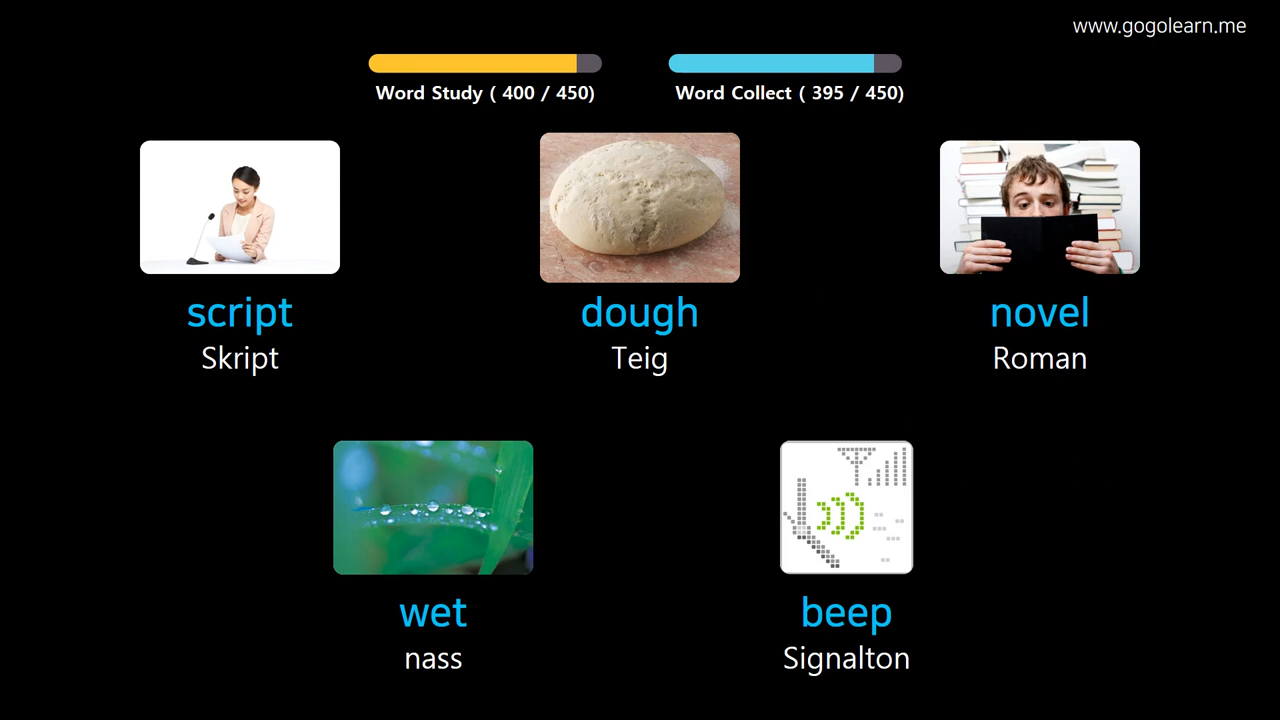 www.gogolearn.me
Word Study ( 400 / 450)
Word Collect ( 395 / 450)
script
Skript
dough
Teig
novel
Roman
wet
nass
beep
Signalton